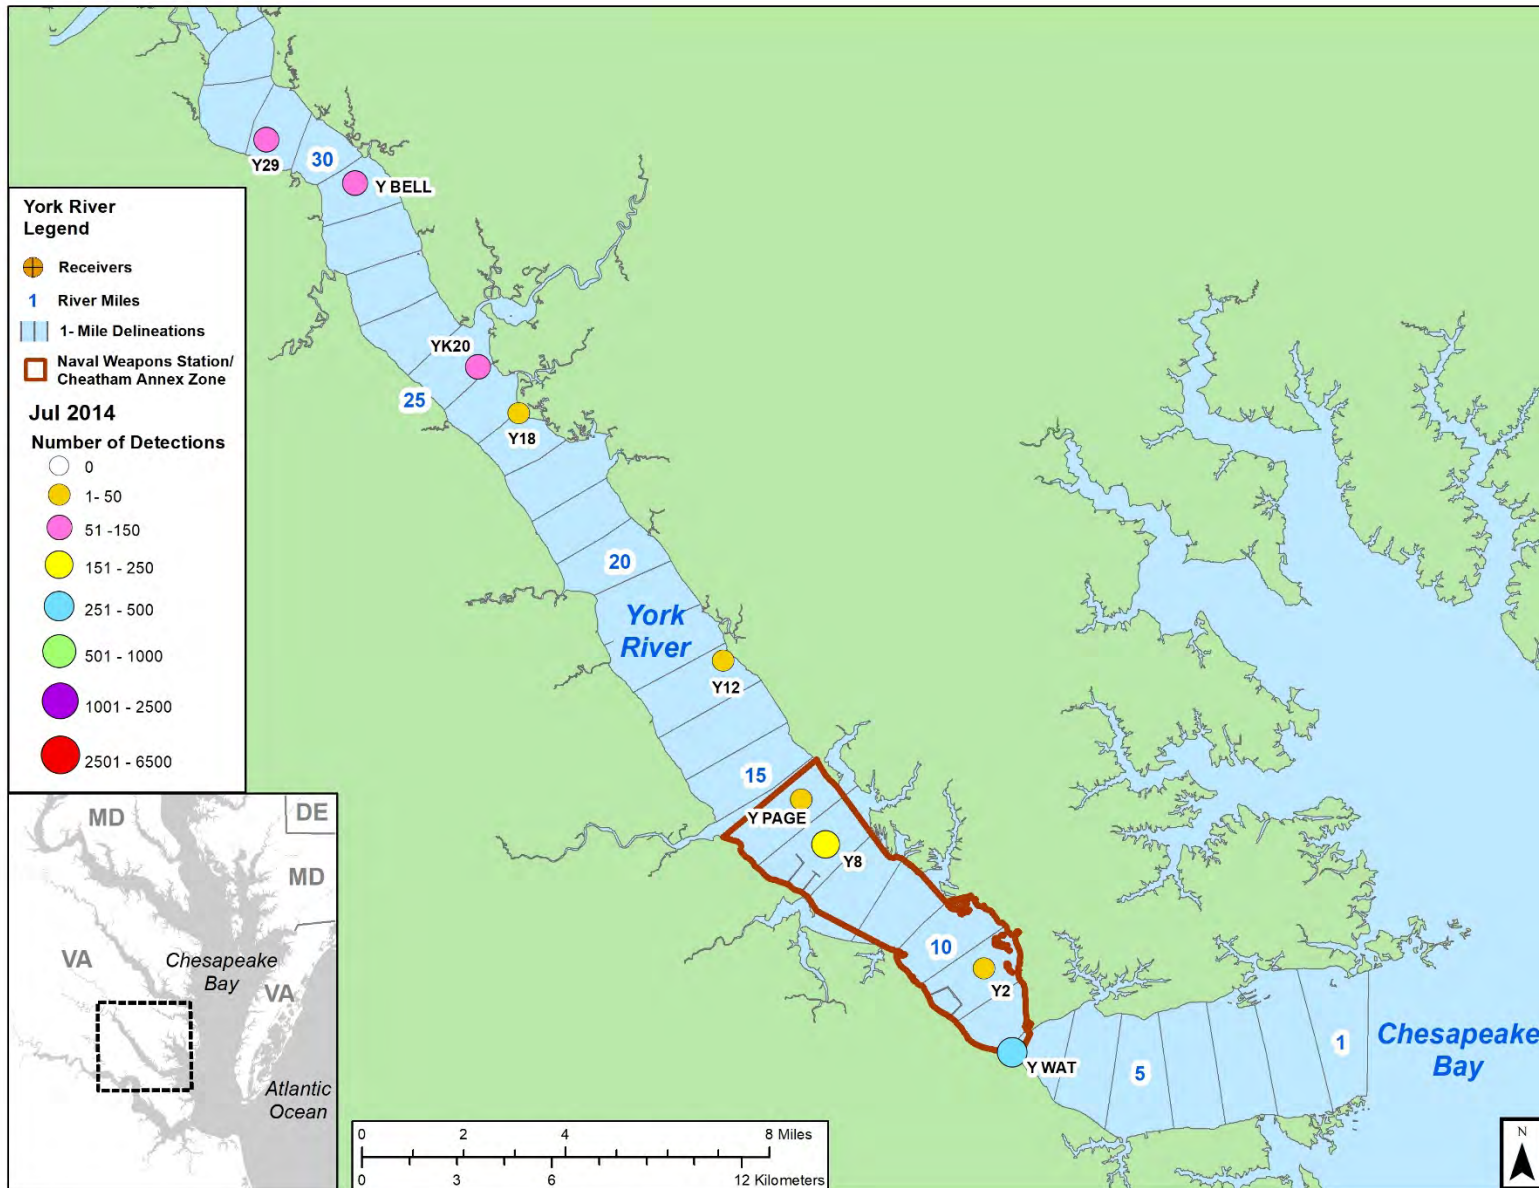 Y29
30
Y BELL
YK20
25
Y18
20
York
River
Y12
15
Y PAGE
Y8
10
Y2
Y WAT
5
1
Chesapeake
Bay
York River
Legend
Receivers
1 River Miles
1- Mile Delineations
Naval Weapons Station/
Cheatham Annex Zone
Jul 2014
Number of Detections
0
1- 50
51 -150
151 - 250
251 - 500
501 - 1000
1001 - 2500
2501 - 6500
MD
DE
MD
VA
Chesapeake
Bay
VA
Atlantic
Ocean
0 2 4 8 Miles
0 3 6 12 Kilometers
N